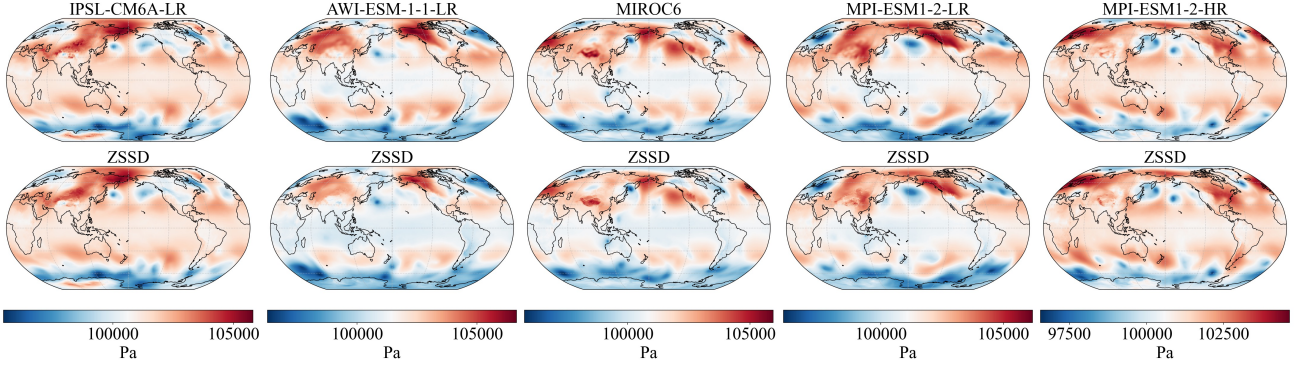 IPSL-CM6A-LR AWI-ESM-1-1-LR MIROC6 MPI-ESM1-2-LR MPI-ESM1-2-HR
ZSSD ZSSD ZSSD ZSSD ZSSD
100000 105000 100000 105000 100000 105000 100000 105000 97500 100000 102500
Pa Pa Pa Pa Pa